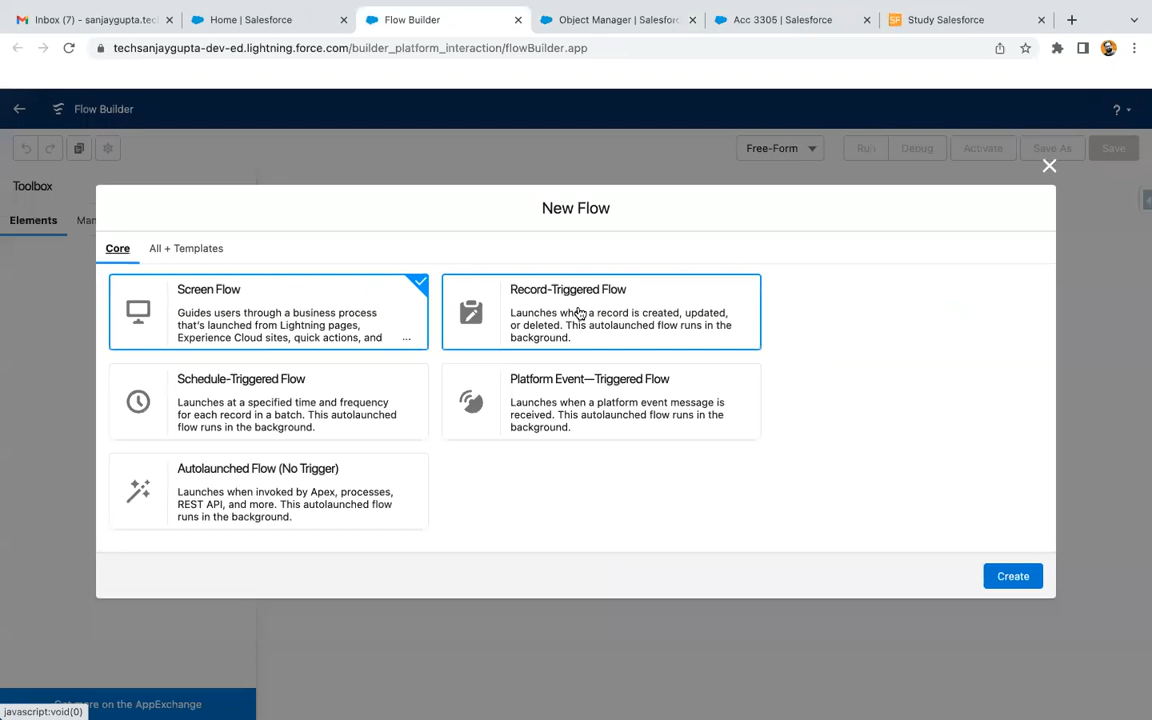 Inbox (7) - sanjaygupta.tec
Home | Salesforce
Flow Builder
Object Manager | Salesfor
Acc 3305 | Salesforce
SF Study Salesforce
techsanjaygupta-dev-ed.lightning.force.com/builder_platform_interaction/flowBuilder.app
Flow Builder
?
Free-Form
Run
Debug
Activate
Save As
Save
Toolbox
Elements
New Flow
Core
All + Templates
Screen Flow
Guides users through a business process
that's launched from Lightning pages,
Experience Cloud sites, quick actions, and
...
Record-Triggered Flow
Launches when a record is created, updated,
or deleted. This autolaunched flow runs in the
background.
Schedule-Triggered Flow
Launches at a specified time and frequency
for each record in a batch. This autolaunched
flow runs in the background.
Platform Event—Triggered Flow
Launches when a platform event message is
received. This autolaunched flow runs in the
background.
Autolaunched Flow (No Trigger)
Launches when invoked by Apex, processes,
REST API, and more. This autolaunched flow
runs in the background.
Create
Get more on the AppExchange
javascript:void(0)